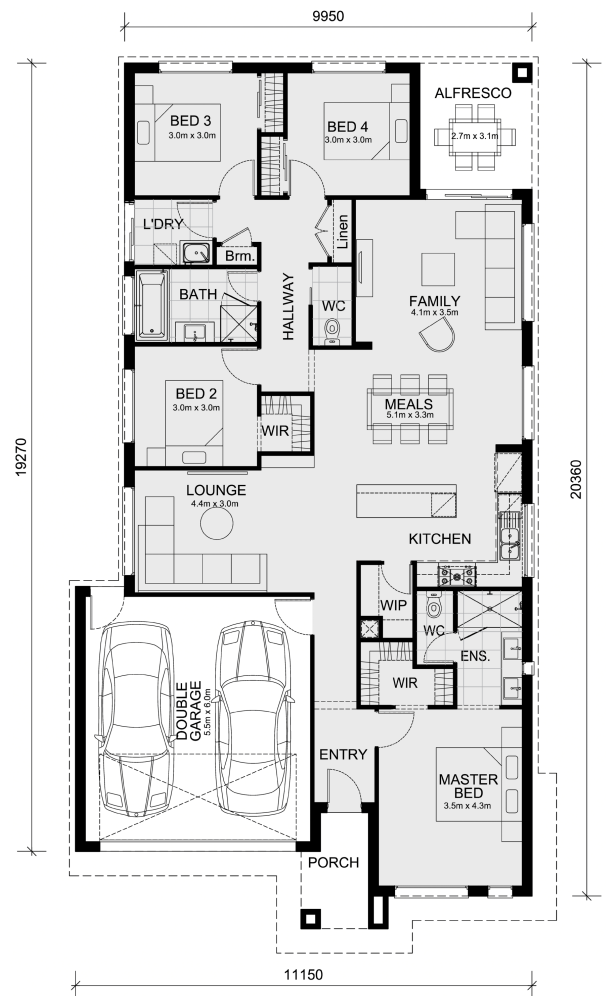 9950
ALFRESCO
2.7m x 3.1m
BED 3
3.0m x 3.0m
BED 4
3.0m x 3.0m
L'DRY
Brm.
Linen
BATH
HALLWAY
WC
FAMILY
4.1m x 3.5m
BED 2
3.0m x 3.0m
WIR
MEALS
5.1m x 3.3m
19270
20360
LOUNGE
4.4m x 3.0m
KITCHEN
WIP
WC
ENS.
WIR
DOUBLE
GARAGE
5.5m x 6.0m
ENTRY
MASTER
BED
3.5m x 4.3m
PORCH
11150